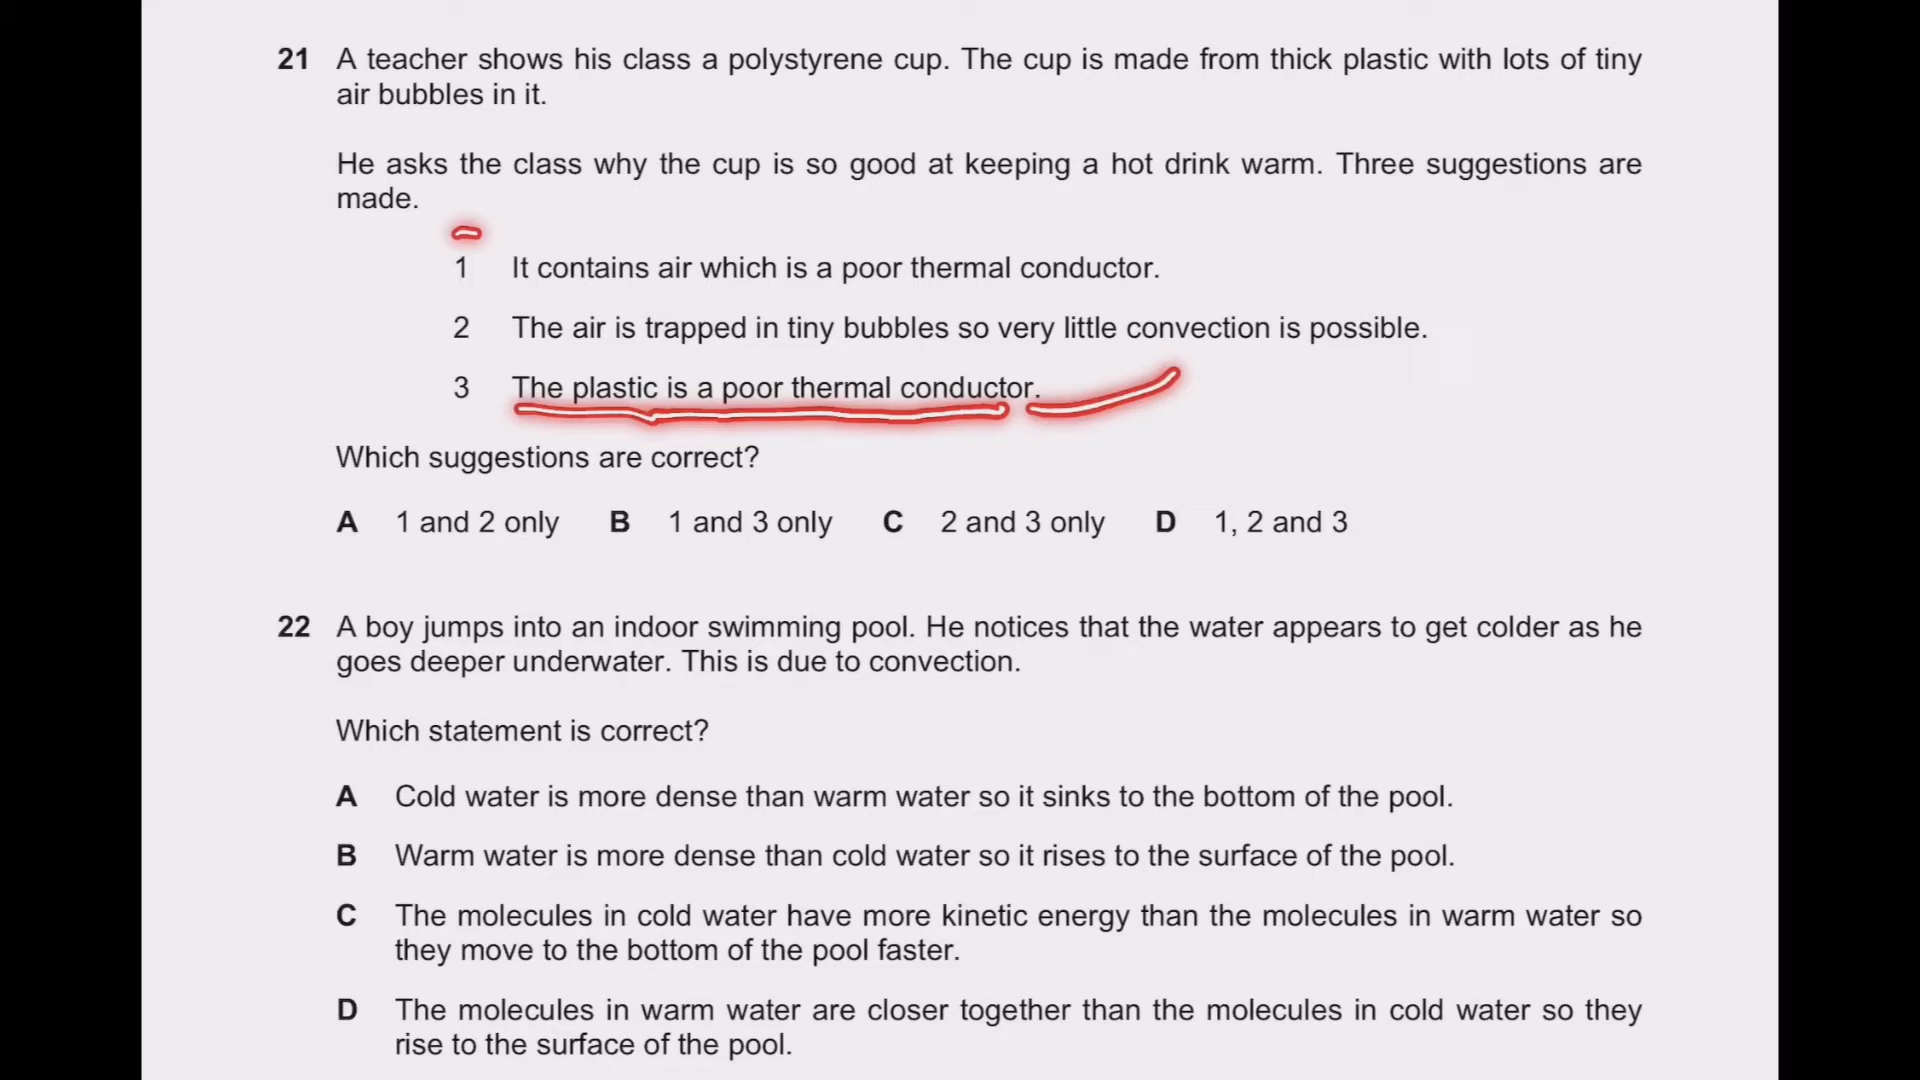 21 A teacher shows his class a polystyrene cup. The cup is made from thick plastic with lots of tiny
air bubbles in it.
He asks the class why the cup is so good at keeping a hot drink warm. Three suggestions are
made.
1 It contains air which is a poor thermal conductor.
2 The air is trapped in tiny bubbles so very little convection is possible.
3 The plastic is a poor thermal conductor.
Which suggestions are correct?
A 1 and 2 only B 1 and 3 only C 2 and 3 only D 1, 2 and 3
22 A boy jumps into an indoor swimming pool. He notices that the water appears to get colder as he
goes deeper underwater. This is due to convection.
Which statement is correct?
A Cold water is more dense than warm water so it sinks to the bottom of the pool.
B Warm water is more dense than cold water so it rises to the surface of the pool.
C The molecules in cold water have more kinetic energy than the molecules in warm water so
they move to the bottom of the pool faster.
D The molecules in warm water are closer together than the molecules in cold water so they
rise to the surface of the pool.